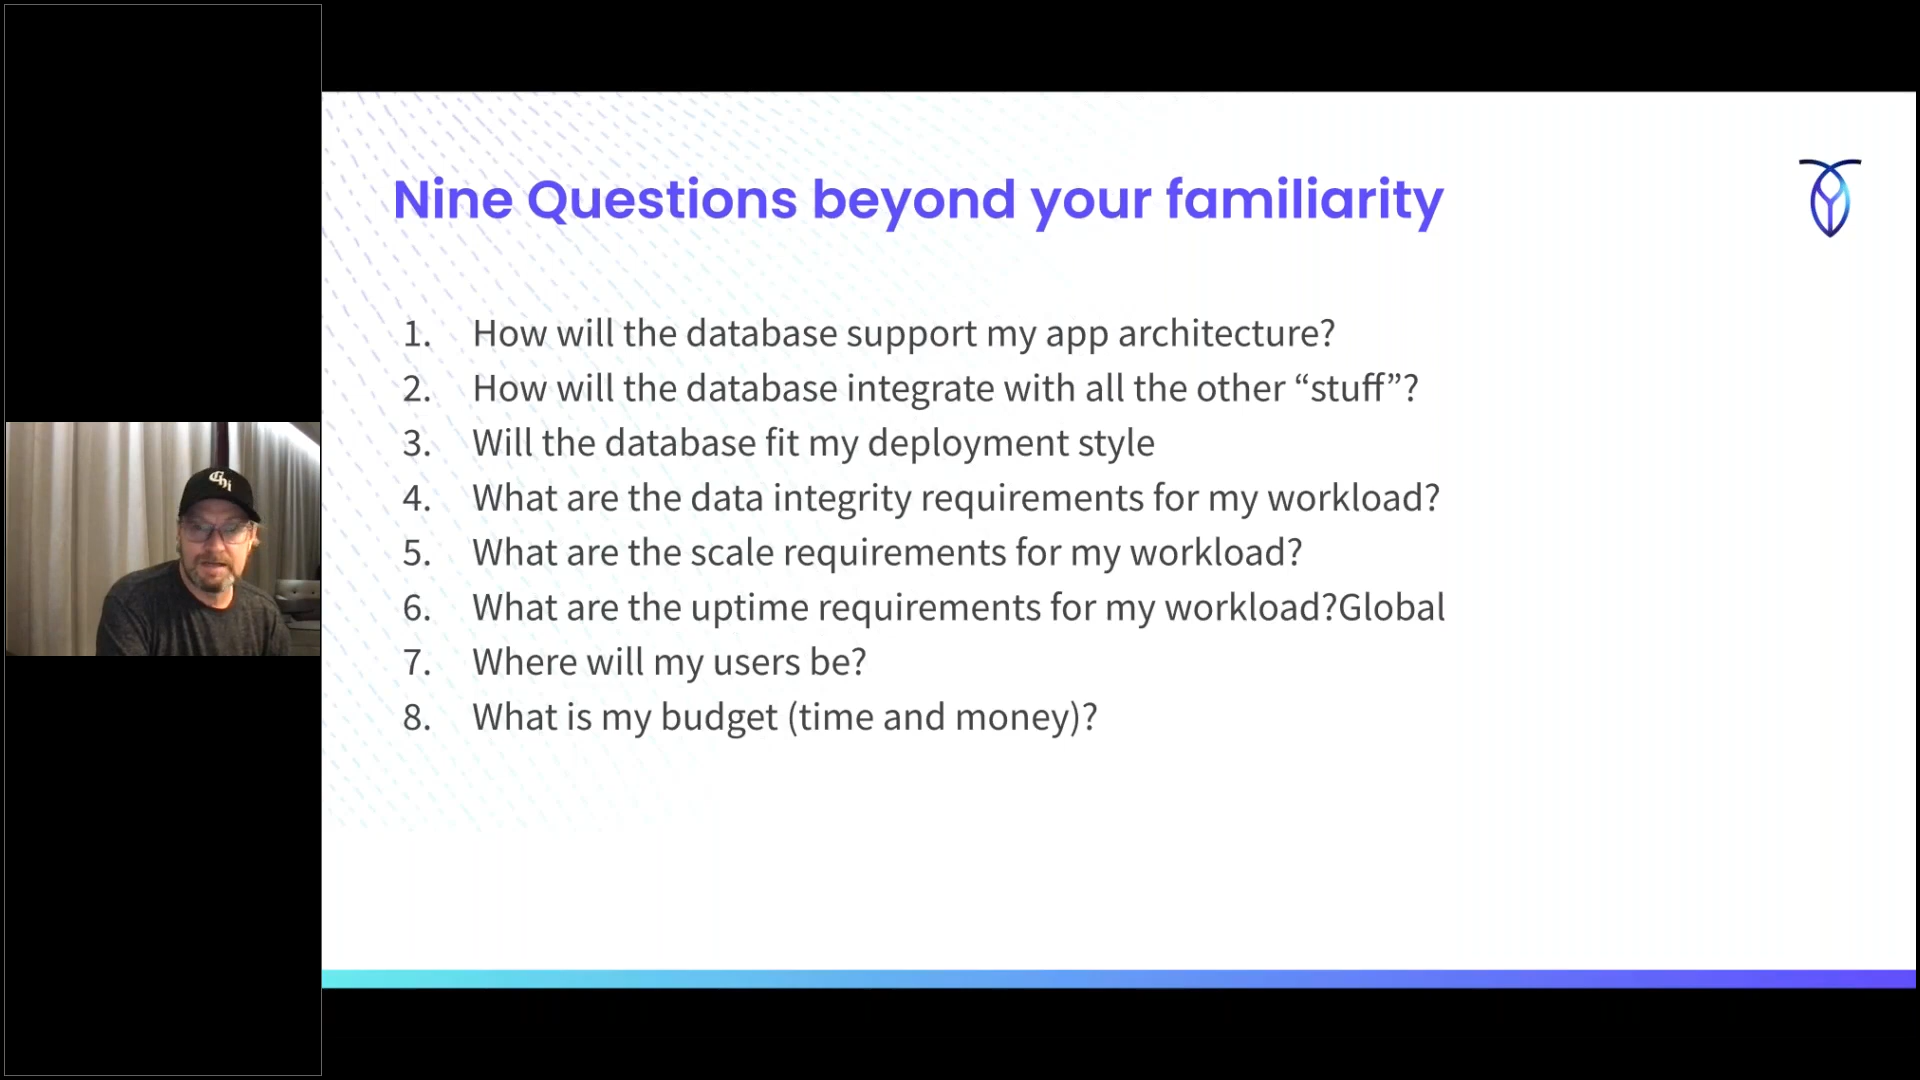 Nine Questions beyond your familiarity
1. How will the database support my app architecture?
2. How will the database integrate with all the other “stuff”?
3. Will the database fit my deployment style
4. What are the data integrity requirements for my workload?
5. What are the scale requirements for my workload?
6. What are the uptime requirements for my workload?Global
7. Where will my users be?
8. What is my budget (time and money)?
Chi